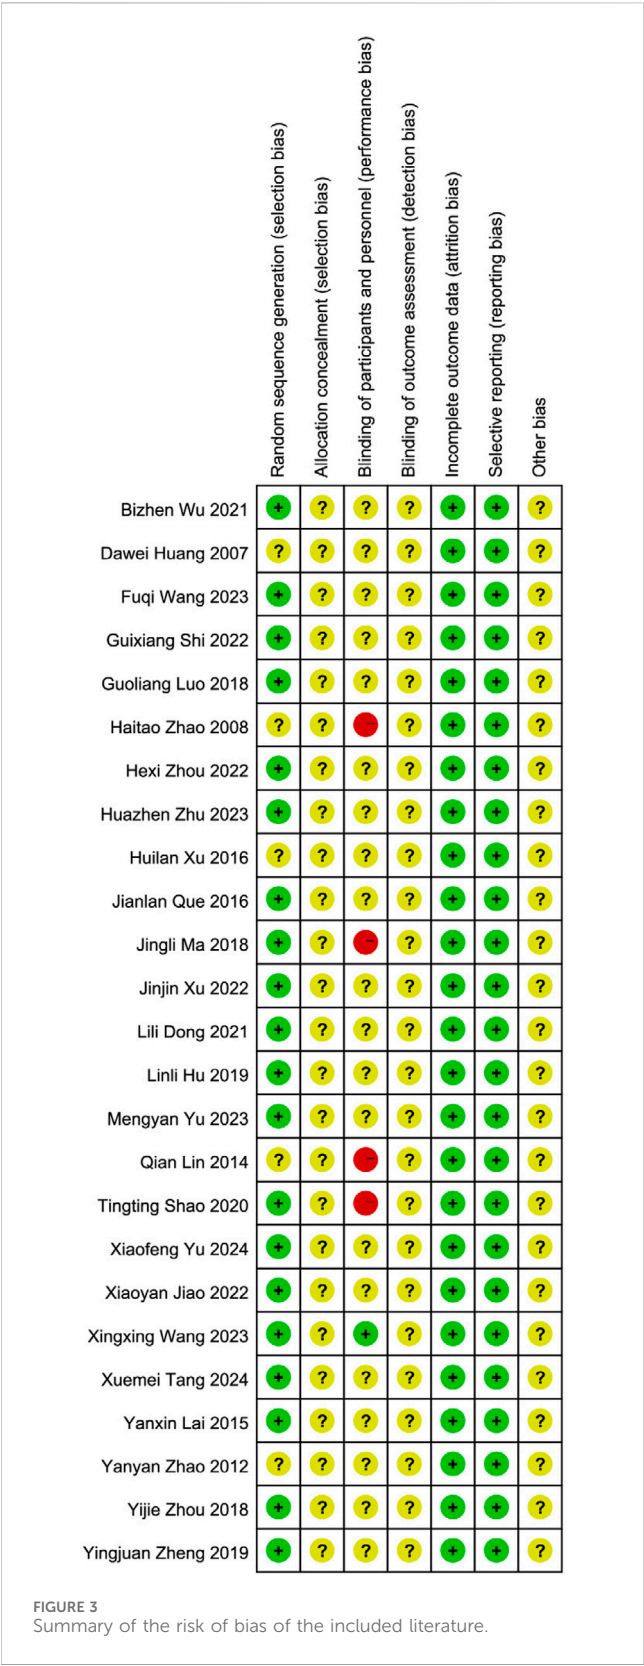 Random sequence generation (selection bias)
Allocation concealment (selection bias)
Blinding of participants and personnel (performance bias)
Blinding of outcome assessment (detection bias)
Incomplete outcome data (attrition bias)
Selective reporting (reporting bias)
Other bias
Bizhen Wu 2021 + ? ? ? + + ?
Dawei Huang 2007 ? ? ? ? + + ?
Fuqi Wang 2023 + ? ? ? + + ?
Guixiang Shi 2022 + ? ? ? + + ?
Guoliang Luo 2018 + ? ? ? + + ?
Haitao Zhao 2008 ? ? - ? + + ?
Hexi Zhou 2022 + ? ? ? + + ?
Huazhen Zhu 2023 + ? ? ? + + ?
Huilan Xu 2016 ? ? ? ? + + ?
Jianlan Que 2016 + ? ? ? + + ?
Jingli Ma 2018 + ? - ? + + ?
Jinjin Xu 2022 + ? ? ? + + ?
Lili Dong 2021 + ? ? ? + + ?
Linli Hu 2019 + ? ? ? + + ?
Mengyan Yu 2023 + ? ? ? + + ?
Qian Lin 2014 ? ? - ? + + ?
Tingting Shao 2020 + ? - ? + + ?
Xiaofeng Yu 2024 + ? ? ? + + ?
Xiaoyan Jiao 2022 + ? ? ? + + ?
Xingxing Wang 2023 + ? + ? + + ?
Xuemei Tang 2024 + ? ? ? + + ?
Yanxin Lai 2015 + ? ? ? + + ?
Yanyan Zhao 2012 ? ? ? ? + + ?
Yijie Zhou 2018 + ? ? ? + + ?
Yingjuan Zheng 2019 + ? ? ? + + ?
FIGURE 3
Summary of the risk of bias of the included literature.